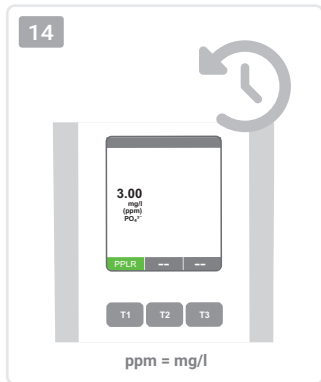 14
3.00
mg/l
(ppm)
PO₄³⁻
PPLR -- --
T1 T2 T3
ppm = mg/l